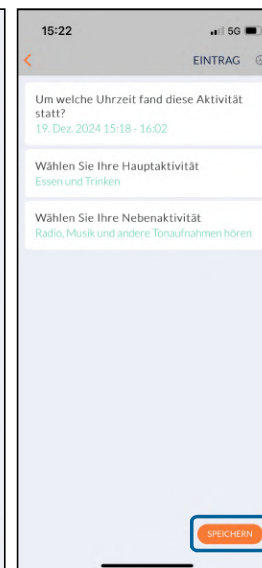 15:22
5G
EINTRAG
Um welche Uhrzeit fand diese Aktivität
statt?
19. Dez. 2024 15:18 - 16:02
Wählen Sie Ihre Hauptaktivität
Essen und Trinken
Wählen Sie Ihre Nebenaktivität
Radio, Musik und andere Tonaufnahmen hören
SPEICHERN